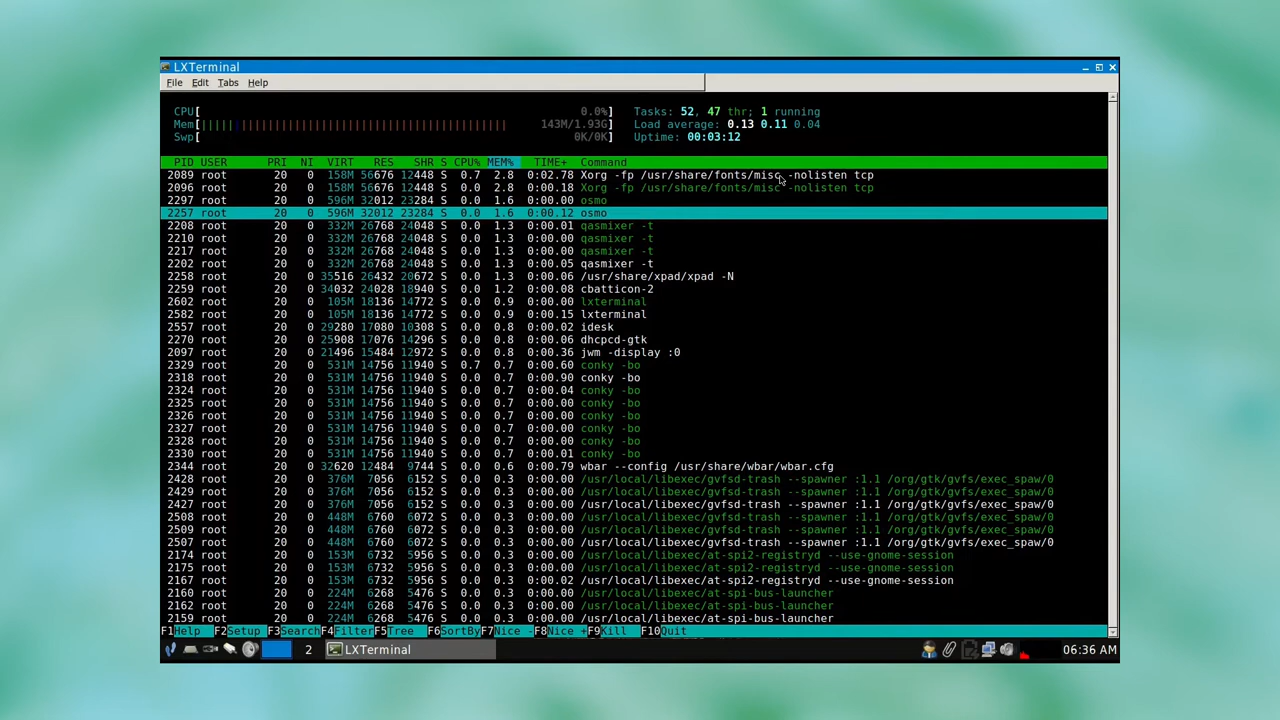 LXTerminal
File Edit Tabs Help
CPU[ 0.0%] Tasks: 52, 47 thr; 1 running
Mem[|||||||||||||||||||||||||||||||||||||||||||||| 143M/1.93G] Load average: 0.13 0.11 0.04
Swp[ 0K/0K] Uptime: 00:03:12
PID USER PRI NI VIRT RES SHR S CPU% MEM% TIME+ Command
2089 root 20 0 158M 56676 12448 S 0.7 2.8 0:02.78 Xorg -fp /usr/share/fonts/misc -nolisten tcp
2096 root 20 0 158M 56676 12448 S 0.0 2.8 0:00.18 Xorg -fp /usr/share/fonts/misc -nolisten tcp
2297 root 20 0 596M 32012 23284 S 0.0 1.6 0:00.00 osmo
2257 root 20 0 596M 32012 23284 S 0.0 1.6 0:00.12 osmo
2208 root 20 0 332M 26768 24048 S 0.0 1.3 0:00.01 qasmixer -t
2210 root 20 0 332M 26768 24048 S 0.0 1.3 0:00.00 qasmixer -t
2217 root 20 0 332M 26768 24048 S 0.0 1.3 0:00.00 qasmixer -t
2202 root 20 0 332M 26768 24048 S 0.0 1.3 0:00.05 qasmixer -t
2258 root 20 0 35516 26432 20672 S 0.0 1.3 0:00.06 /usr/share/xpad/xpad -N
2259 root 20 0 34032 24028 18940 S 0.0 1.2 0:00.08 cbatticon-2
2602 root 20 0 105M 18136 14772 S 0.0 0.9 0:00.00 lxterminal
2582 root 20 0 105M 18136 14772 S 0.0 0.9 0:00.15 lxterminal
2557 root 20 0 29280 17080 10308 S 0.0 0.8 0:00.02 idesk
2270 root 20 0 25908 17076 14296 S 0.0 0.8 0:00.06 dhcpcd-gtk
2097 root 20 0 21496 15484 12972 S 0.0 0.8 0:00.36 jwm -display :0
2329 root 20 0 531M 14756 11940 S 0.7 0.7 0:00.60 conky -bo
2318 root 20 0 531M 14756 11940 S 0.0 0.7 0:00.90 conky -bo
2324 root 20 0 531M 14756 11940 S 0.0 0.7 0:00.04 conky -bo
2325 root 20 0 531M 14756 11940 S 0.0 0.7 0:00.00 conky -bo
2326 root 20 0 531M 14756 11940 S 0.0 0.7 0:00.00 conky -bo
2327 root 20 0 531M 14756 11940 S 0.0 0.7 0:00.00 conky -bo
2328 root 20 0 531M 14756 11940 S 0.0 0.7 0:00.00 conky -bo
2330 root 20 0 531M 14756 11940 S 0.0 0.7 0:00.01 conky -bo
2344 root 20 0 32620 12484 9744 S 0.0 0.6 0:00.79 wbar --config /usr/share/wbar/wbar.cfg
2428 root 20 0 376M 7056 6152 S 0.0 0.3 0:00.00 /usr/local/libexec/gvfsd-trash --spawner :1.1 /org/gtk/gvfs/exec_spaw/0
2429 root 20 0 376M 7056 6152 S 0.0 0.3 0:00.00 /usr/local/libexec/gvfsd-trash --spawner :1.1 /org/gtk/gvfs/exec_spaw/0
2427 root 20 0 376M 7056 6152 S 0.0 0.3 0:00.00 /usr/local/libexec/gvfsd-trash --spawner :1.1 /org/gtk/gvfs/exec_spaw/0
2508 root 20 0 448M 6760 6072 S 0.0 0.3 0:00.00 /usr/local/libexec/gvfsd-trash --spawner :1.1 /org/gtk/gvfs/exec_spaw/0
2509 root 20 0 448M 6760 6072 S 0.0 0.3 0:00.00 /usr/local/libexec/gvfsd-trash --spawner :1.1 /org/gtk/gvfs/exec_spaw/0
2507 root 20 0 448M 6760 6072 S 0.0 0.3 0:00.00 /usr/local/libexec/gvfsd-trash --spawner :1.1 /org/gtk/gvfs/exec_spaw/0
2174 root 20 0 153M 6732 5956 S 0.0 0.3 0:00.00 /usr/local/libexec/at-spi2-registryd --use-gnome-session
2175 root 20 0 153M 6732 5956 S 0.0 0.3 0:00.00 /usr/local/libexec/at-spi2-registryd --use-gnome-session
2167 root 20 0 153M 6732 5956 S 0.0 0.3 0:00.02 /usr/local/libexec/at-spi2-registryd --use-gnome-session
2160 root 20 0 224M 6268 5476 S 0.0 0.3 0:00.00 /usr/local/libexec/at-spi-bus-launcher
2162 root 20 0 224M 6268 5476 S 0.0 0.3 0:00.00 /usr/local/libexec/at-spi-bus-launcher
2159 root 20 0 224M 6268 5476 S 0.0 0.3 0:00.00 /usr/local/libexec/at-spi-bus-launcher
F1Help F2Setup F3SearchF4FilterF5Tree F6SortByF7Nice -F8Nice +F9Kill F10Quit
2 LXTerminal 06:36 AM